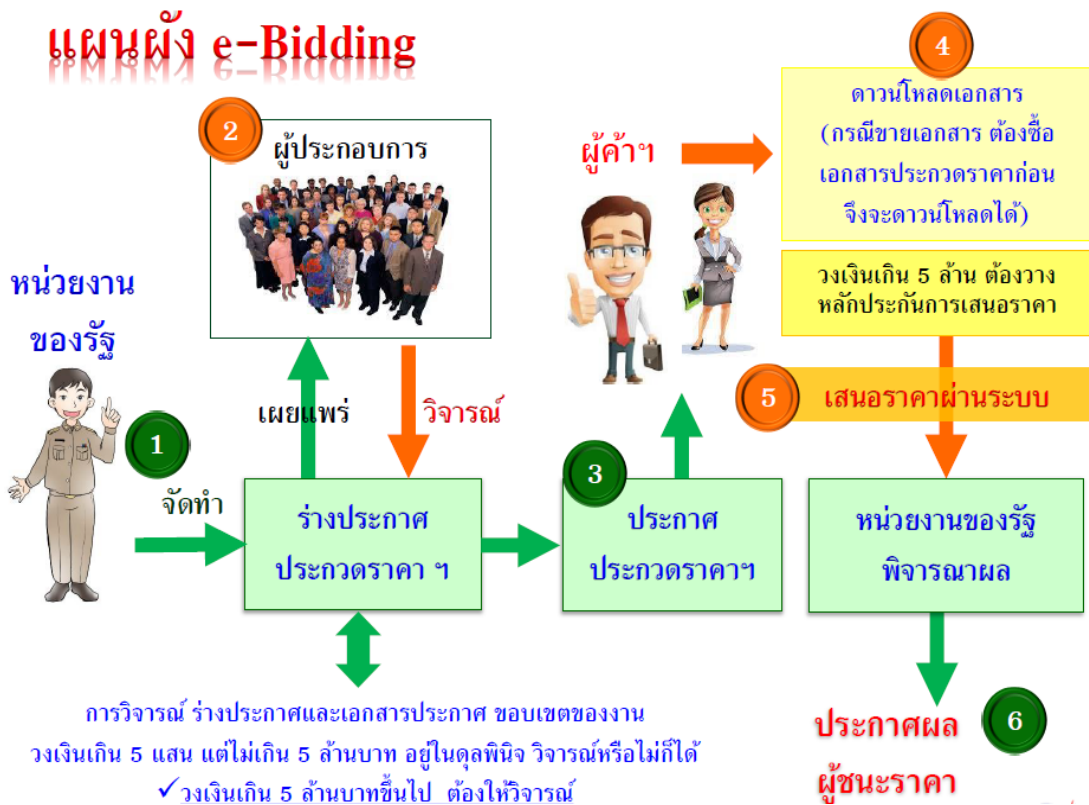 แผนผัง e-Bidding
หน่วยงาน
ของรัฐ
1
จัดทำ
2
ผู้ประกอบการ
เผยแพร่
วิจารณ์
ร่างประกาศ
ประกวดราคา ฯ
การวิจารณ์ ร่างประกาศและเอกสารประกาศ ขอบเขตของงาน
วงเงินเกิน 5 แสน แต่ไม่เกิน 5 ล้านบาท อยู่ในดุลพินิจ วิจารณ์หรือไม่ก็ได้
✓วงเงินเกิน 5 ล้านบาทขึ้นไป ต้องให้วิจารณ์
3
ประกาศ
ประกวดราคาฯ
ผู้ค้าฯ
4
ดาวน์โหลดเอกสาร
(กรณีขายเอกสาร ต้องซื้อ
เอกสารประกวดราคาก่อน
จึงจะดาวน์โหลดได้)
วงเงินเกิน 5 ล้าน ต้องวาง
หลักประกันการเสนอราคา
5
เสนอราคาผ่านระบบ
หน่วยงานของรัฐ
พิจารณาผล
ประกาศผล
6
ผู้ชนะราคา